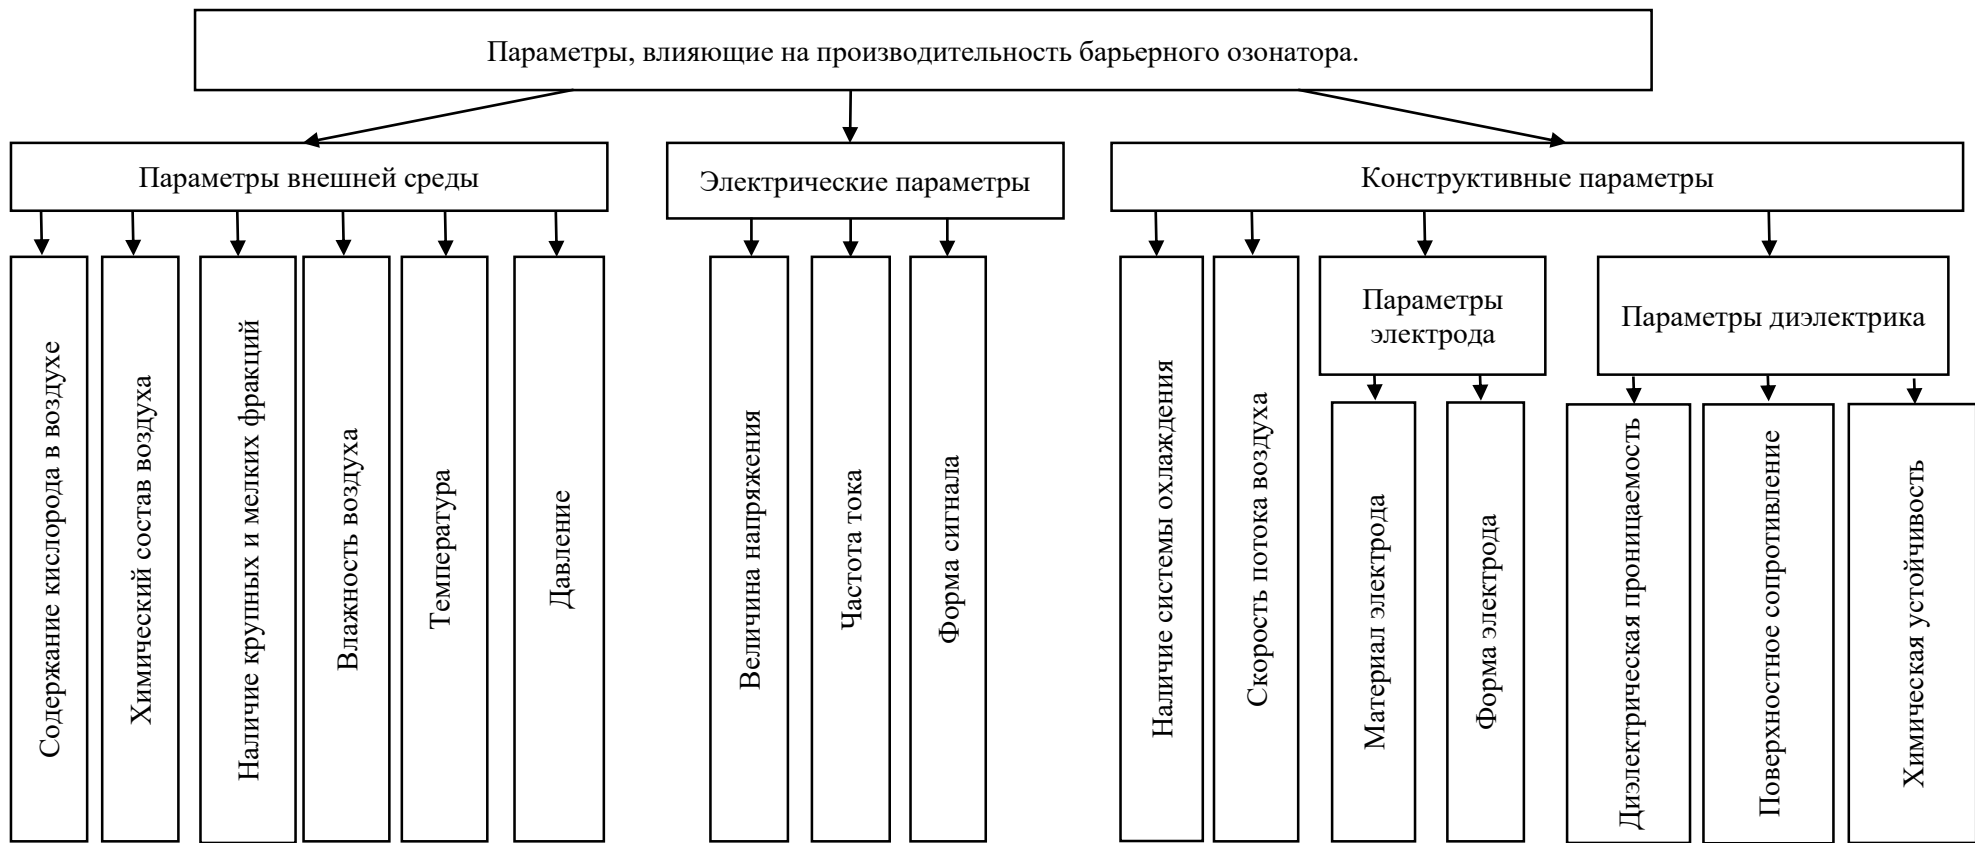 Параметры, влияющие на производительность барьерного озонатора.
Параметры внешней среды
Электрические параметры
Конструктивные параметры
Содержание кислорода в воздухе
Химический состав воздуха
Наличие крупных и мелких фракций
Влажность воздуха
Температура
Давление
Величина напряжения
Частота тока
Форма сигнала
Наличие системы охлаждения
Скорость потока воздуха
Параметры
электрода
Параметры диэлектрика
Материал электрода
Форма электрода
Диэлектрическая проницаемость
Поверхностное сопротивление
Химическая устойчивость